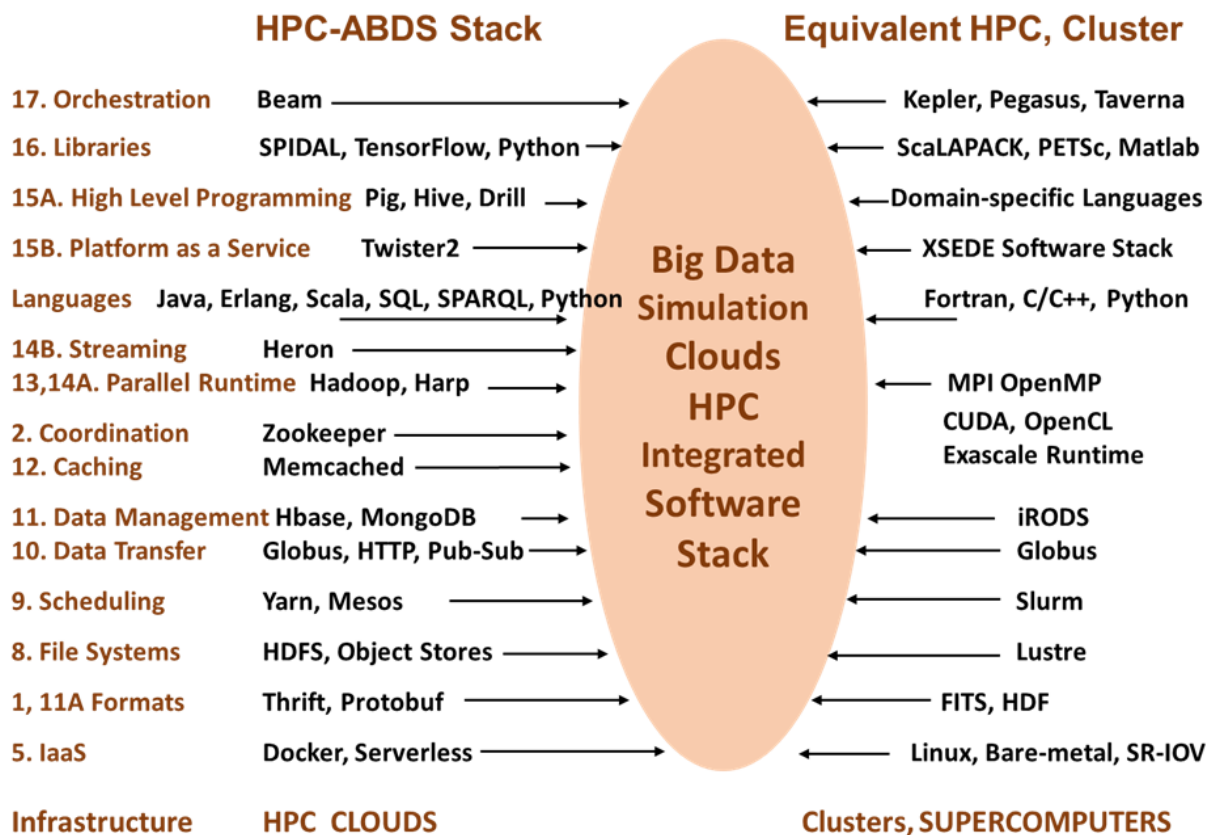 HPC-ABDS Stack Equivalent HPC, Cluster
17. Orchestration Beam Kepler, Pegasus, Taverna
16. Libraries SPIDAL, TensorFlow, Python ScaLAPACK, PETSc, Matlab
15A. High Level Programming Pig, Hive, Drill Domain-specific Languages
15B. Platform as a Service Twister2 XSEDE Software Stack
Languages Java, Erlang, Scala, SQL, SPARQL, Python Fortran, C/C++, Python
14B. Streaming Heron
13,14A. Parallel Runtime Hadoop, Harp MPI OpenMP
CUDA, OpenCL
2. Coordination Zookeeper
Exascale Runtime
12. Caching Memcached
11. Data Management Hbase, MongoDB iRODS
10. Data Transfer Globus, HTTP, Pub-Sub Globus
9. Scheduling Yarn, Mesos Slurm
8. File Systems HDFS, Object Stores Lustre
1, 11A Formats Thrift, Protobuf FITS, HDF
5. IaaS Docker, Serverless Linux, Bare-metal, SR-IOV
Infrastructure HPC CLOUDS Clusters, SUPERCOMPUTERS
Big Data
Simulation
Clouds
HPC
Integrated
Software
Stack